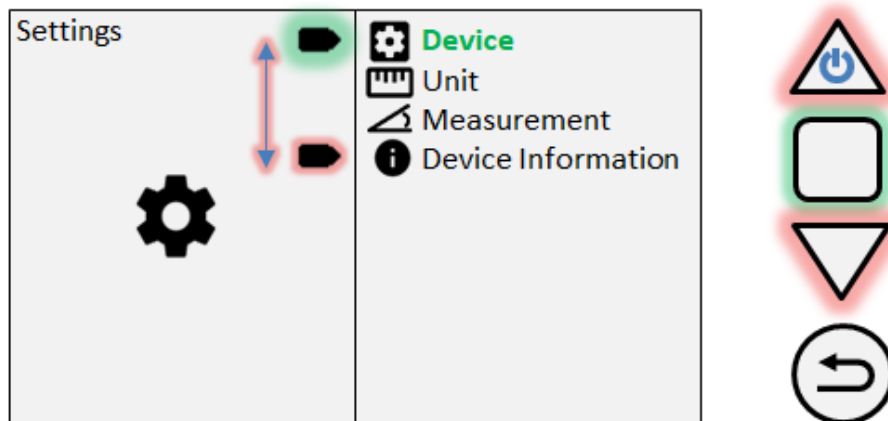 Settings
Device
Unit
Measurement
Device Information